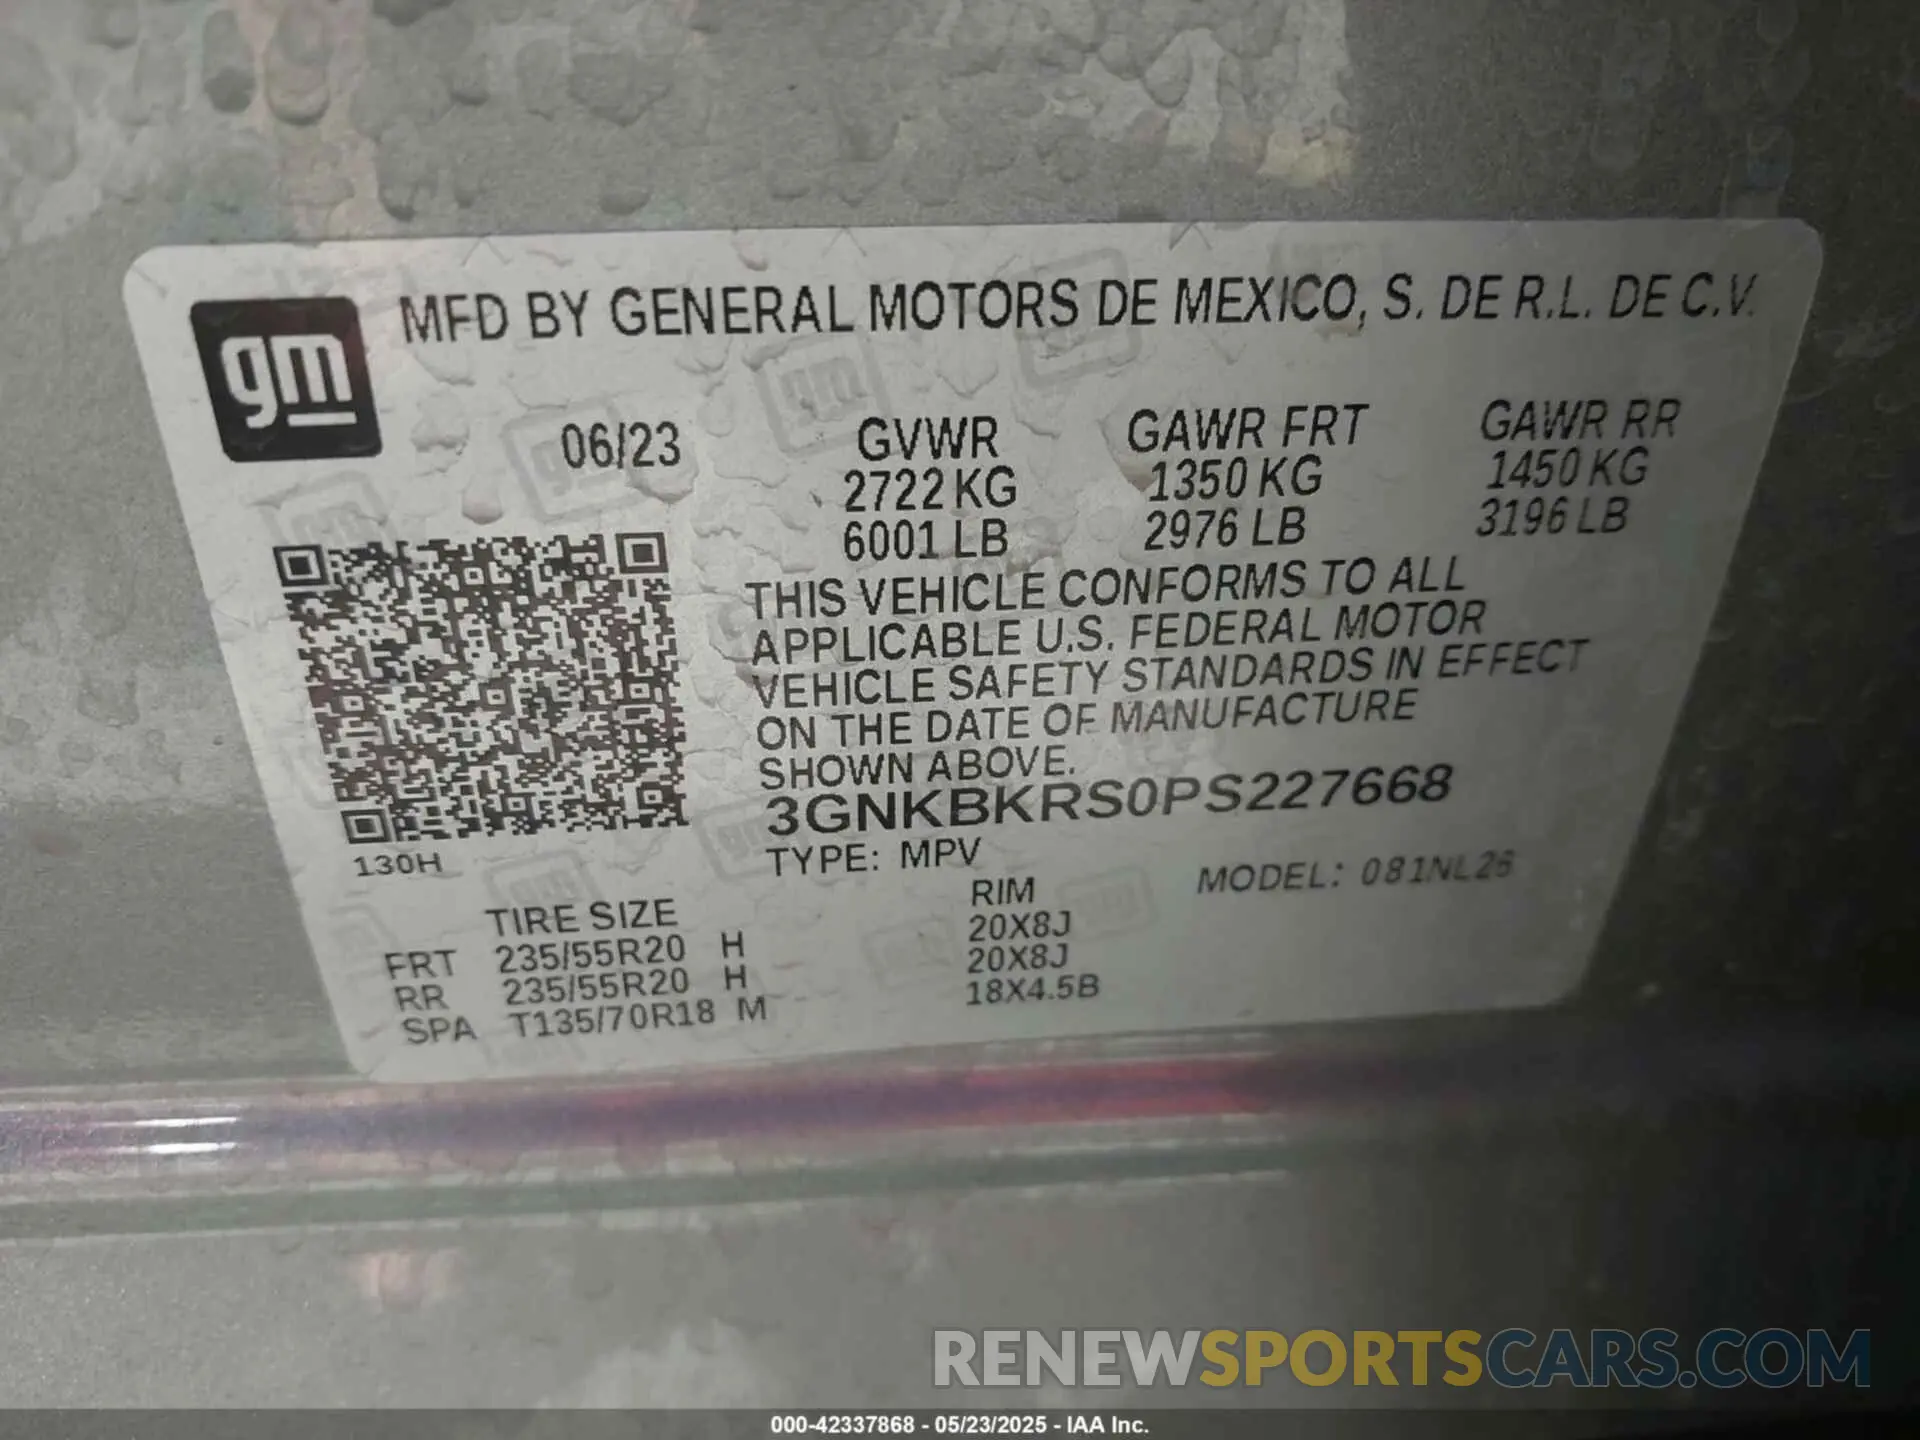 gm
MFD BY GENERAL MOTORS DE MEXICO, S. DE R.L. DE C.V.
06/23 GVWR GAWR FRT GAWR RR
2722 KG 1350 KG 1450 KG
6001 LB 2976 LB 3196 LB
THIS VEHICLE CONFORMS TO ALL
APPLICABLE U.S. FEDERAL MOTOR
VEHICLE SAFETY STANDARDS IN EFFECT
ON THE DATE OF MANUFACTURE
SHOWN ABOVE.
3GNKBKRS0PS227668
130H TYPE: MPV MODEL: 081NL26
TIRE SIZE RIM
FRT 235/55R20 H 20X8J
RR 235/55R20 H 20X8J
SPA T135/70R18 M 18X4.5B
RENEWSPORTSCARS.COM
000-42337868 - 05/23/2025 - IAA Inc.